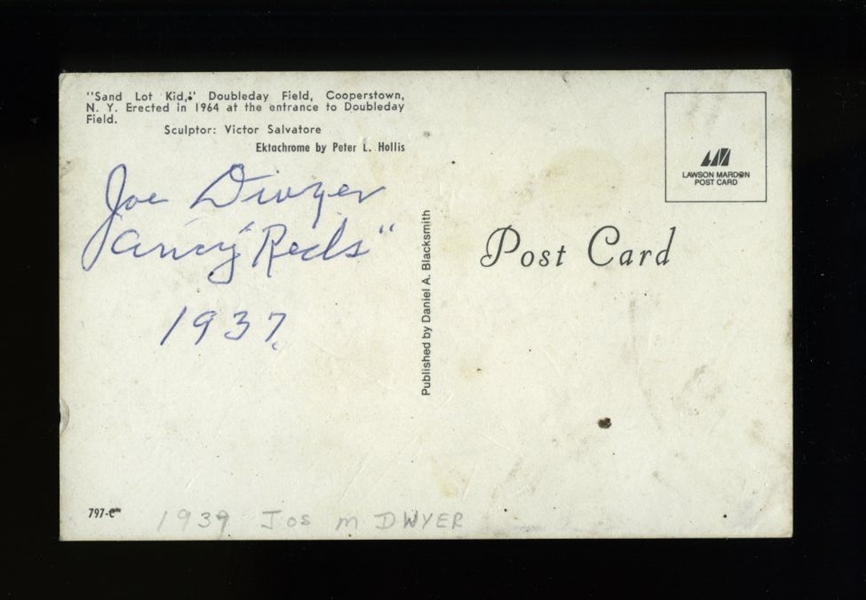 "Sand Lot Kid," Doubleday Field, Cooperstown,
N. Y. Erected in 1964 at the entrance to Doubleday
Field.
Sculptor: Victor Salvatore
Ektachrome by Peter L. Hollis
Joe Dwyer
"Reds"
1937.
Published by Daniel A. Blacksmith
LAWSON MARDON
POST CARD
Post Card
797-C
1939 JOS M DWYER